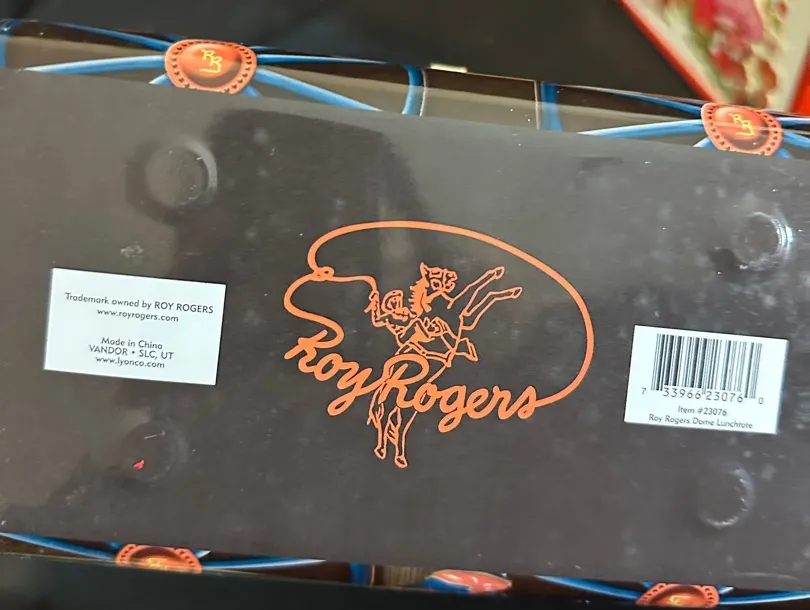 RR
RR
Trademark owned by ROY ROGERS
www.royrogers.com
Made in China
VANDOR • SLC, UT
www.lyonco.com
Roy Rogers
7 33966 23076 0
Item #23076
Roy Rogers Dome Lunchtote